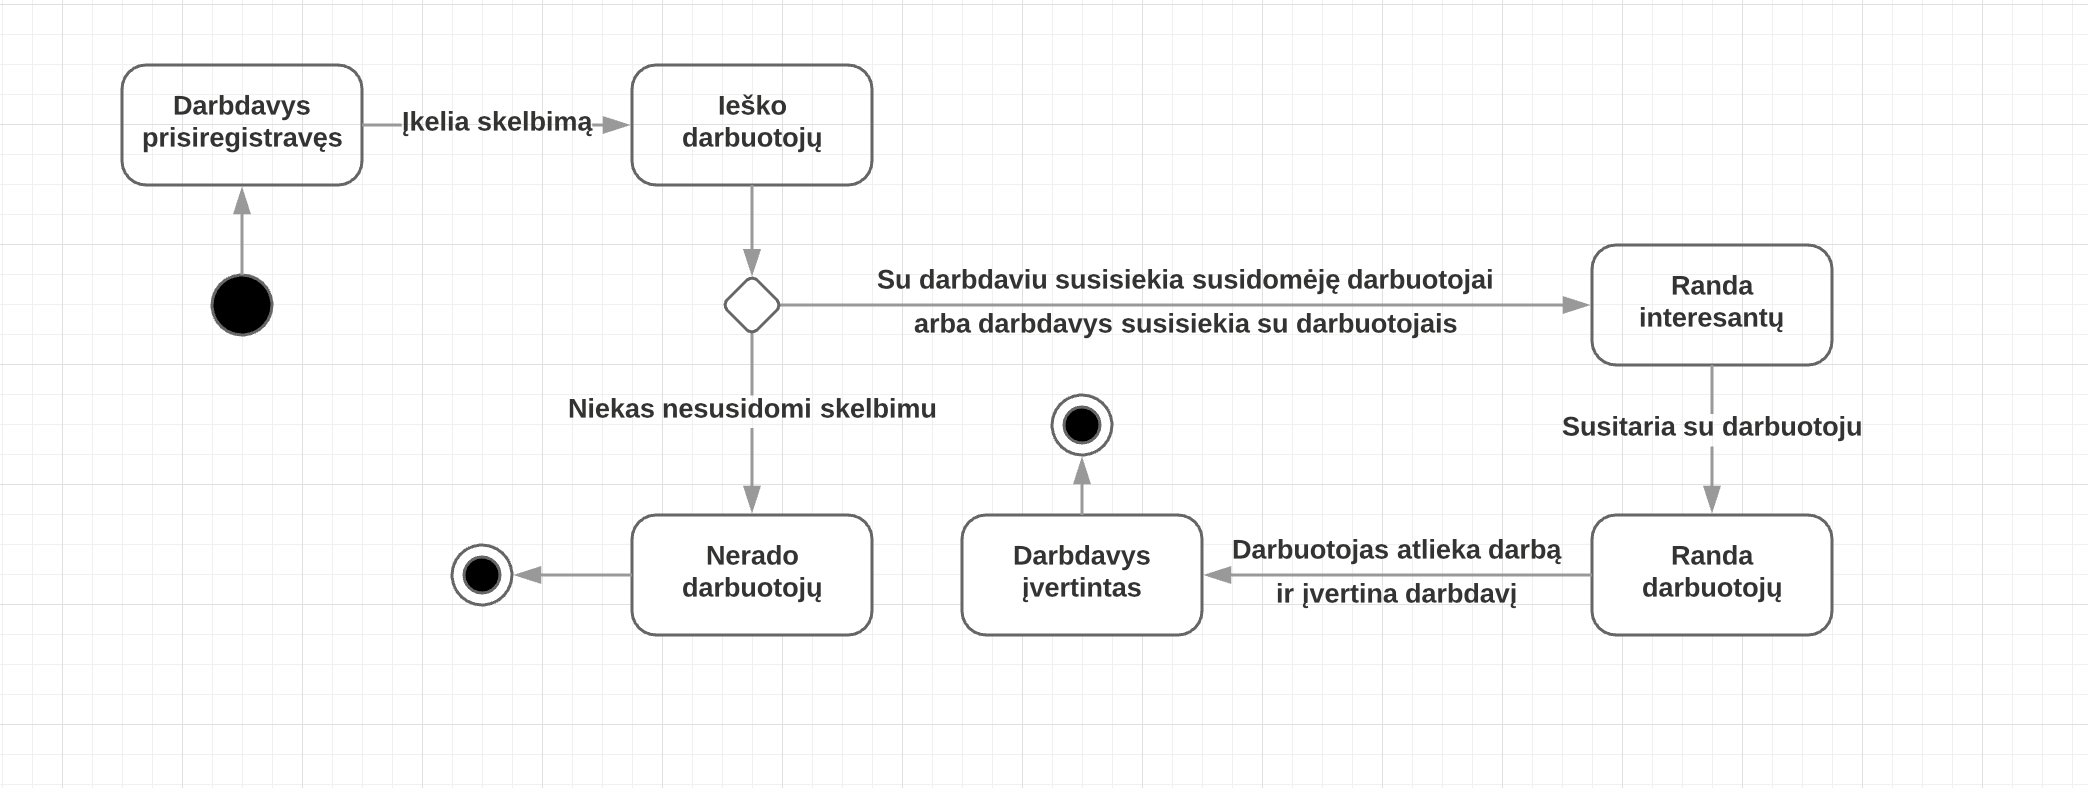 Darbdavys
prisiregistravęs
Įkelia skelbimą
Ieško
darbuotojų
Su darbdaviu susisiekia susidomėję darbuotojai
arba darbdavys susisiekia su darbuotojais
Randa
interesantų
Niekas nesusidomi skelbimu
Susitaria su darbuotoju
Nerado
darbuotojų
Darbdavys
įvertintas
Darbuotojas atlieka darbą
ir įvertina darbdavį
Randa
darbuotojų